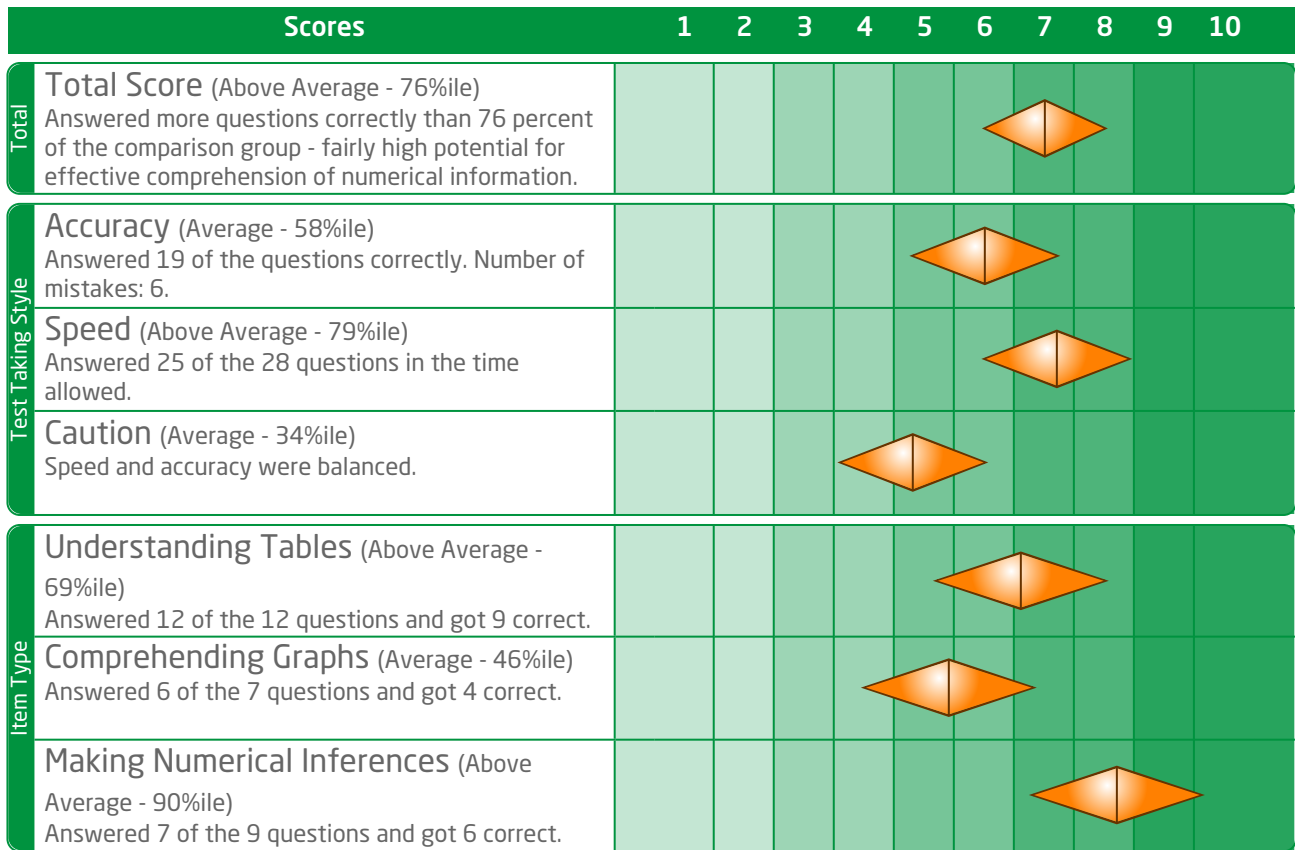 Scores 1 2 3 4 5 6 7 8 9 10
Total
Total Score (Above Average - 76%ile)
Answered more questions correctly than 76 percent
of the comparison group - fairly high potential for
effective comprehension of numerical information.
Test Taking Style
Accuracy (Average - 58%ile)
Answered 19 of the questions correctly. Number of
mistakes: 6.
Speed (Above Average - 79%ile)
Answered 25 of the 28 questions in the time
allowed.
Caution (Average - 34%ile)
Speed and accuracy were balanced.
Item Type
Understanding Tables (Above Average -
69%ile)
Answered 12 of the 12 questions and got 9 correct.
Comprehending Graphs (Average - 46%ile)
Answered 6 of the 7 questions and got 4 correct.
Making Numerical Inferences (Above
Average - 90%ile)
Answered 7 of the 9 questions and got 6 correct.